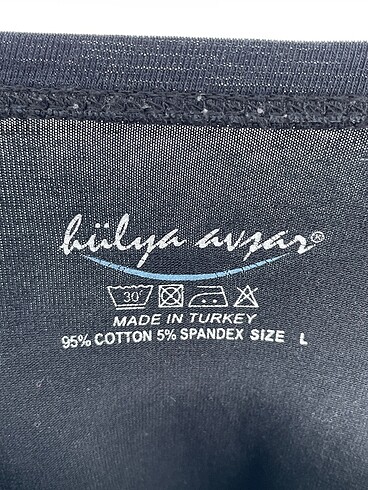 hülya avşar®
30°
MADE IN TURKEY
95% COTTON 5% SPANDEX SIZE L